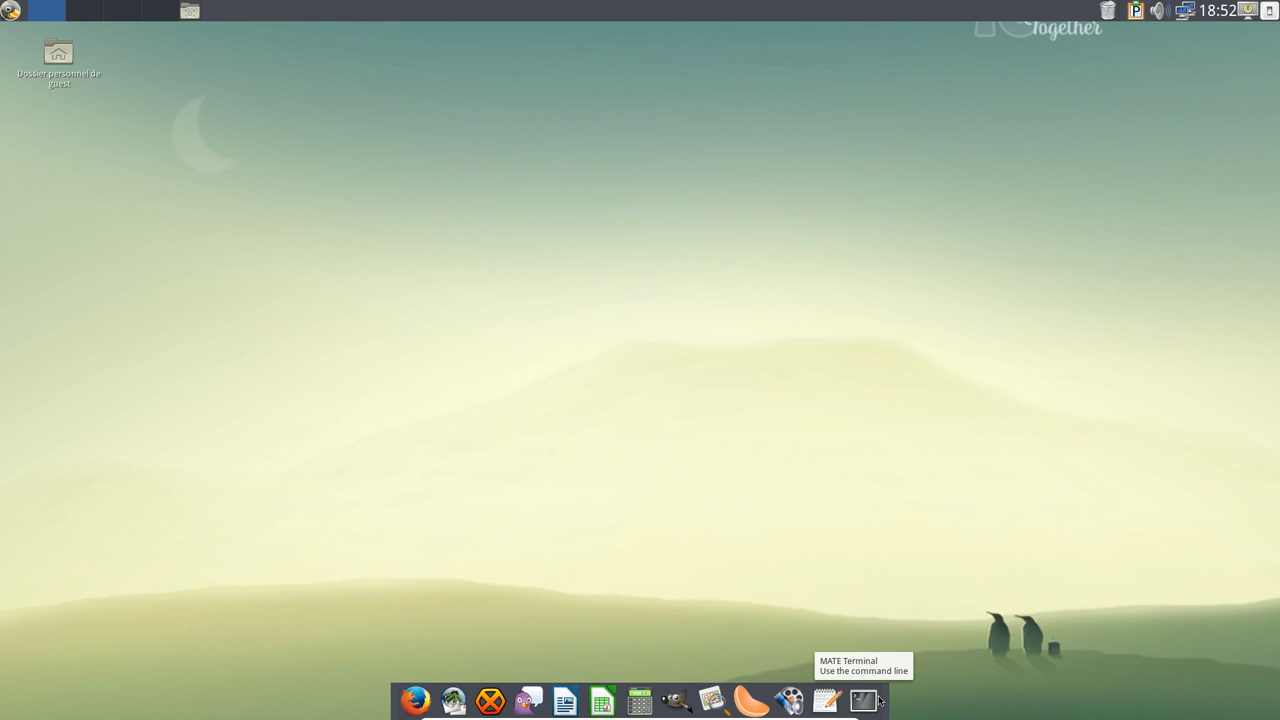 18:52
Together
Dossier personnel de
guest
MATE Terminal
Use the command line